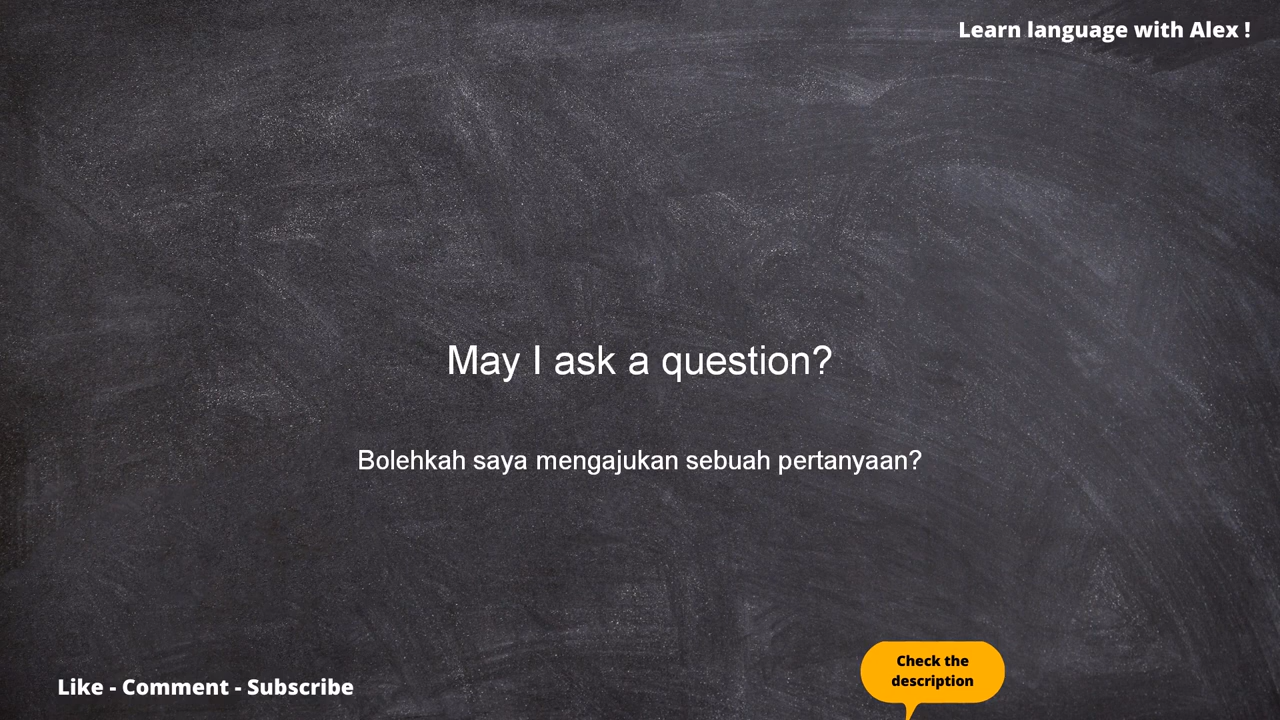 Learn language with Alex !
May I ask a question?
Bolehkah saya mengajukan sebuah pertanyaan?
Check the
description
Like - Comment - Subscribe